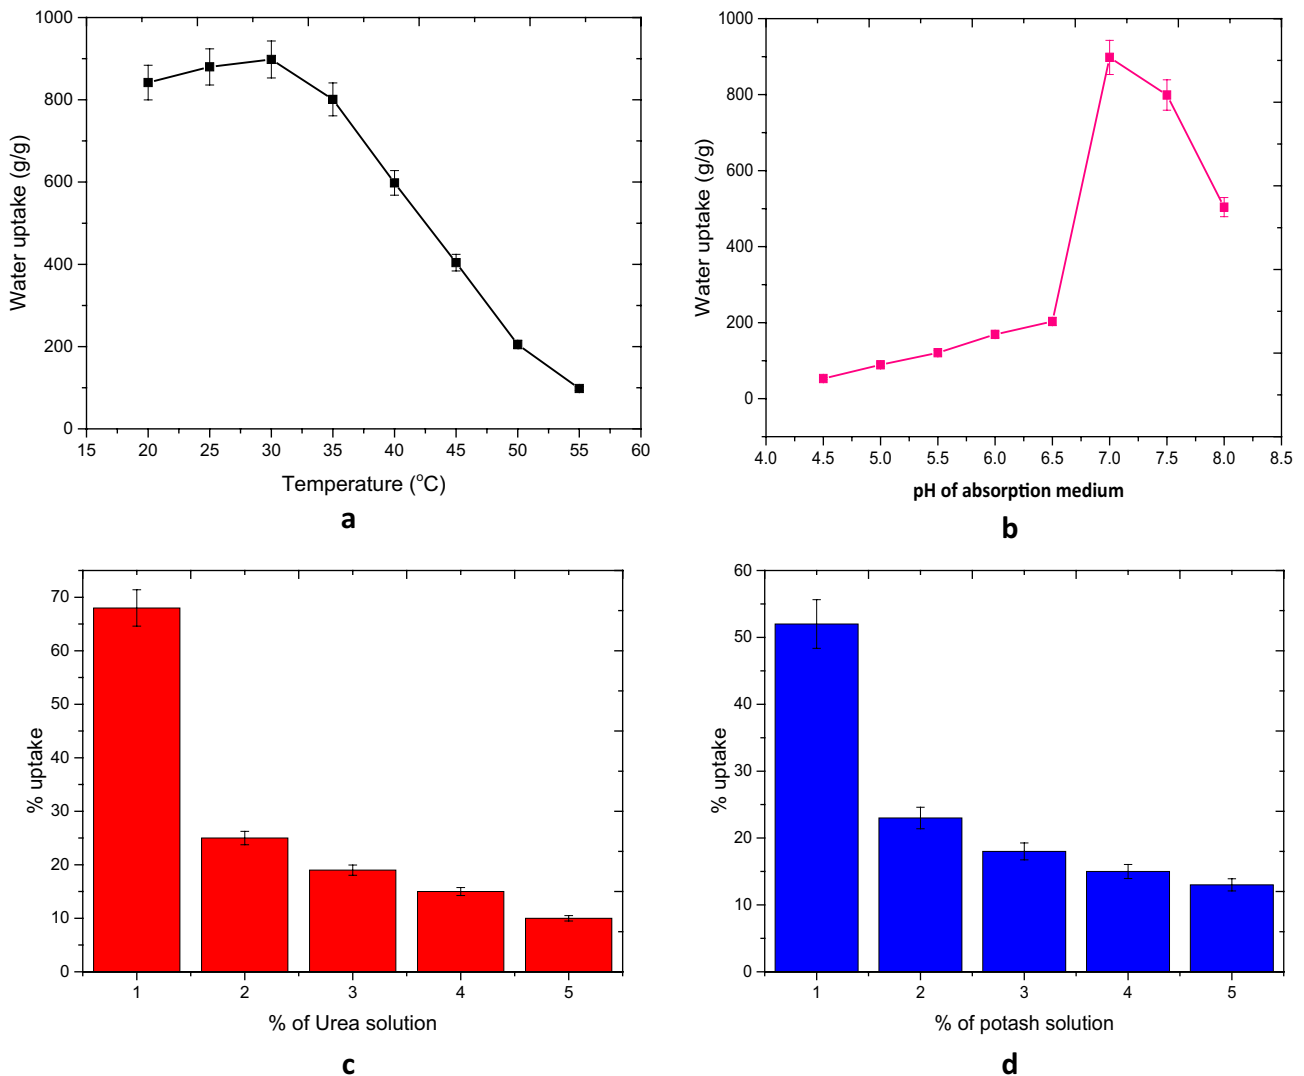 1000
800
600
400
200
0
Water uptake (g/g)
15 20 25 30 35 40 45 50 55 60
Temperature (°C)
a
1000
800
600
400
200
0
Water uptake (g/g)
4.0 4.5 5.0 5.5 6.0 6.5 7.0 7.5 8.0 8.5
pH of absorption medium
b
70
60
50
40
30
20
10
0
% uptake
1 2 3 4 5
% of Urea solution
c
60
50
40
30
20
10
0
% uptake
1 2 3 4 5
% of potash solution
d